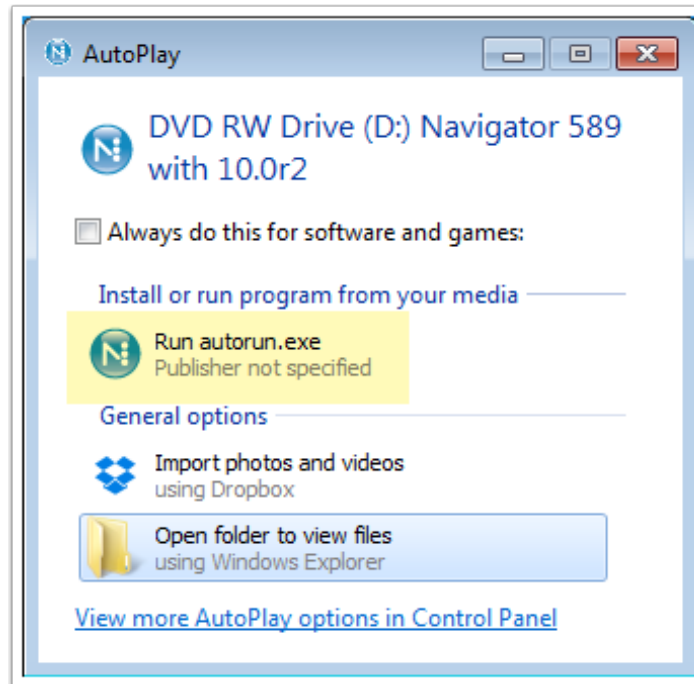 AutoPlay
DVD RW Drive (D:) Navigator 589
with 10.0r2
Always do this for software and games:
Install or run program from your media
Run autorun.exe
Publisher not specified
General options
Import photos and videos
using Dropbox
Open folder to view files
using Windows Explorer
View more AutoPlay options in Control Panel